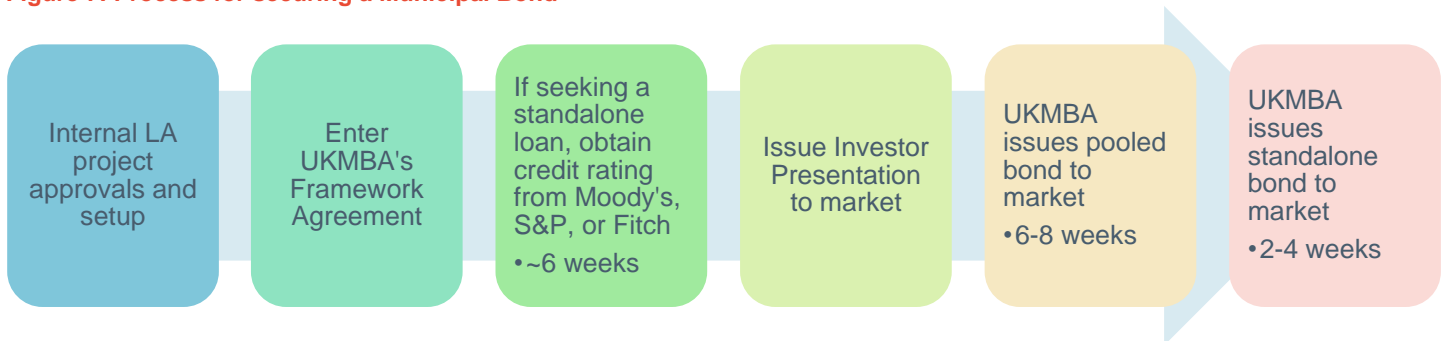 Internal LA
project
approvals and
setup
Enter
UKMBA's
Framework
Agreement
If seeking a
standalone
loan, obtain
credit rating
from Moody's,
S&P, or Fitch
•~6 weeks
Issue Investor
Presentation
to market
UKMBA
issues pooled
bond to
market
•6-8 weeks
UKMBA
issues
standalone
bond to
market
•2-4 weeks